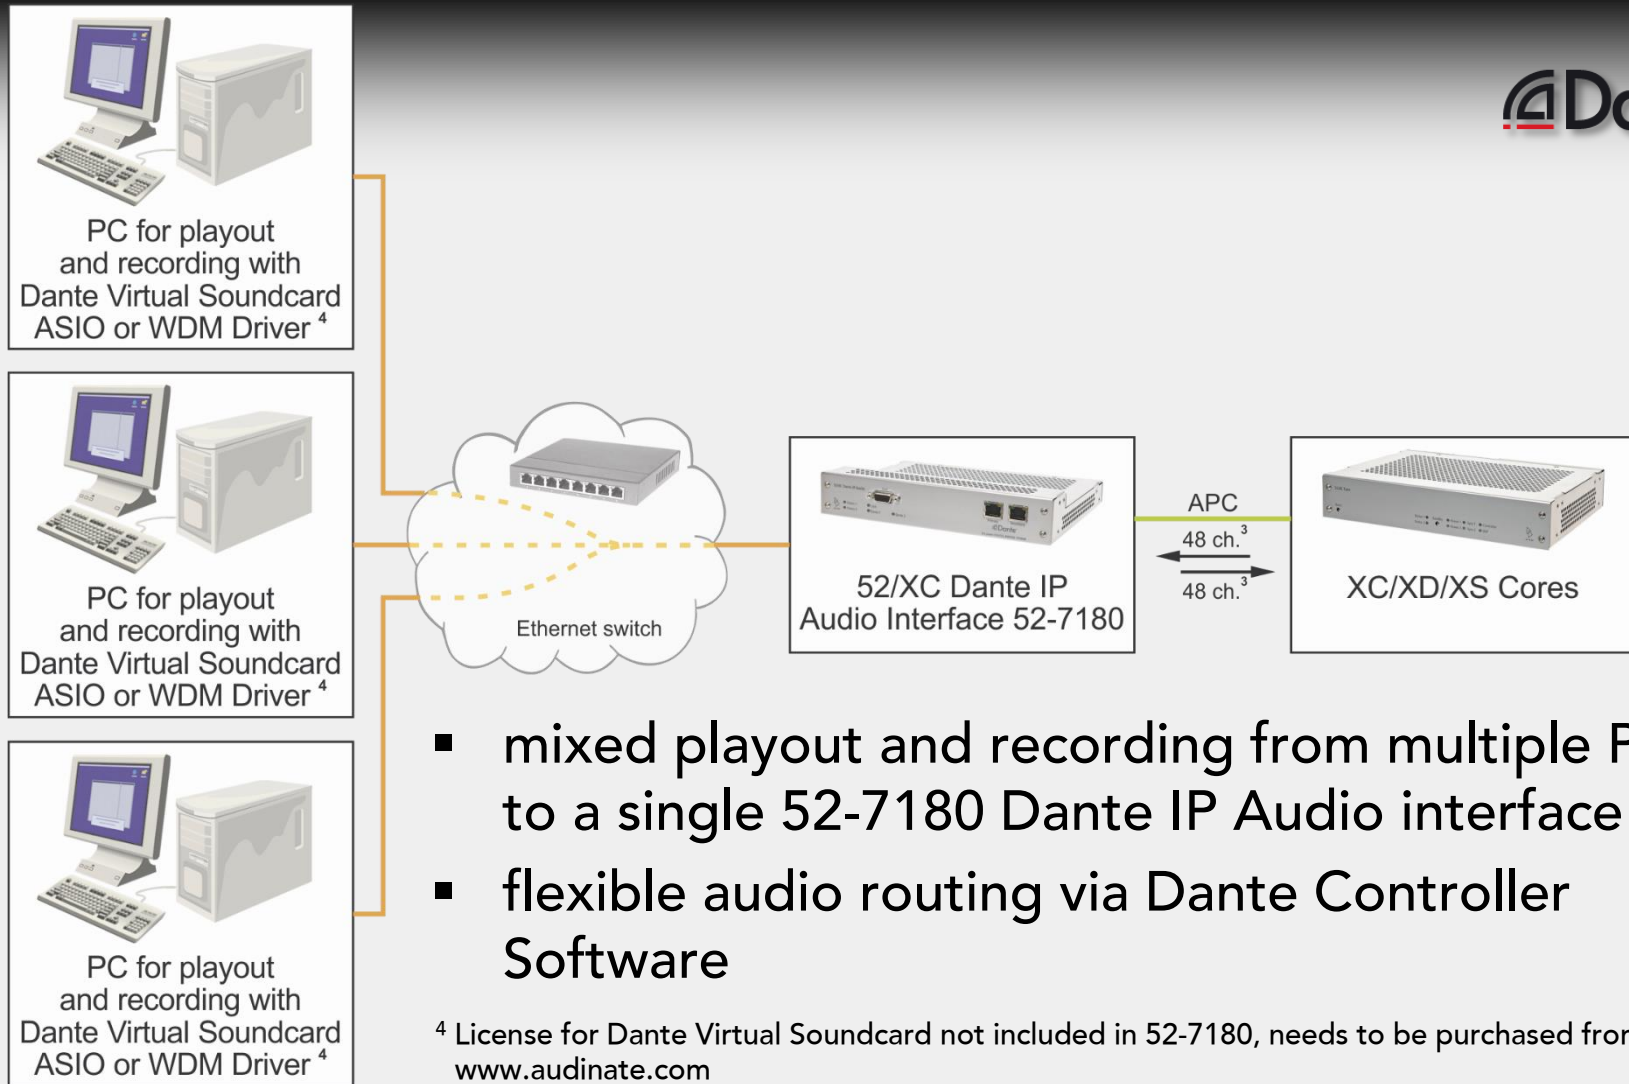 PC for playout
and recording with
Dante Virtual Soundcard
ASIO or WDM Driver ⁴
PC for playout
and recording with
Dante Virtual Soundcard
ASIO or WDM Driver ⁴
PC for playout
and recording with
Dante Virtual Soundcard
ASIO or WDM Driver ⁴
Ethernet switch
52/XC Dante IP
Audio Interface 52-7180
APC
48 ch.³
48 ch.³
XC/XD/XS Cores
▪ mixed playout and recording from multiple
to a single 52-7180 Dante IP Audio interface
▪ flexible audio routing via Dante Controller
Software
⁴ License for Dante Virtual Soundcard not included in 52-7180, needs to be purchased from
www.audinate.com